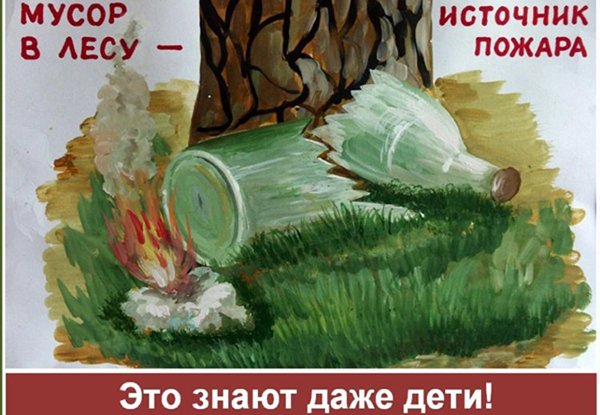 МУСОР
В ЛЕСУ —
ИСТОЧНИК
ПОЖАРА
Это знают даже дети!